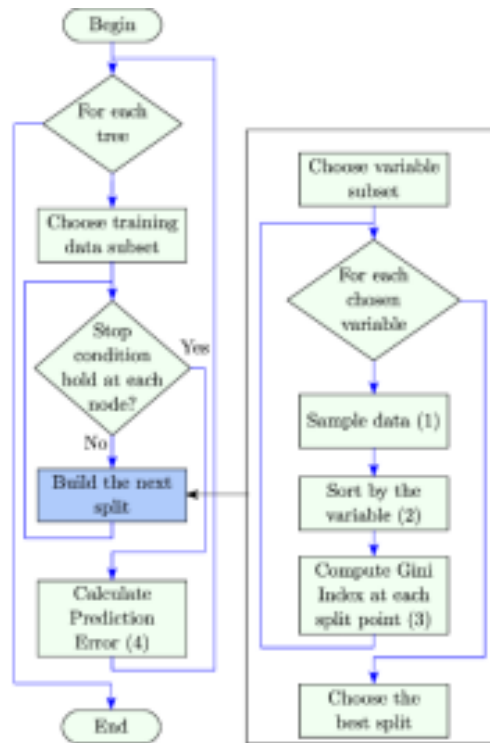 Begin
For each
tree
Choose training
data subset
Stop
condition
hold at each
node?
Yes
No
Build the next
split
Calculate
Prediction
Error (4)
End
Choose variable
subset
For each
chosen
variable
Sample data (1)
Sort by the
variable (2)
Compute Gini
Index at each
split point (3)
Choose the
best split